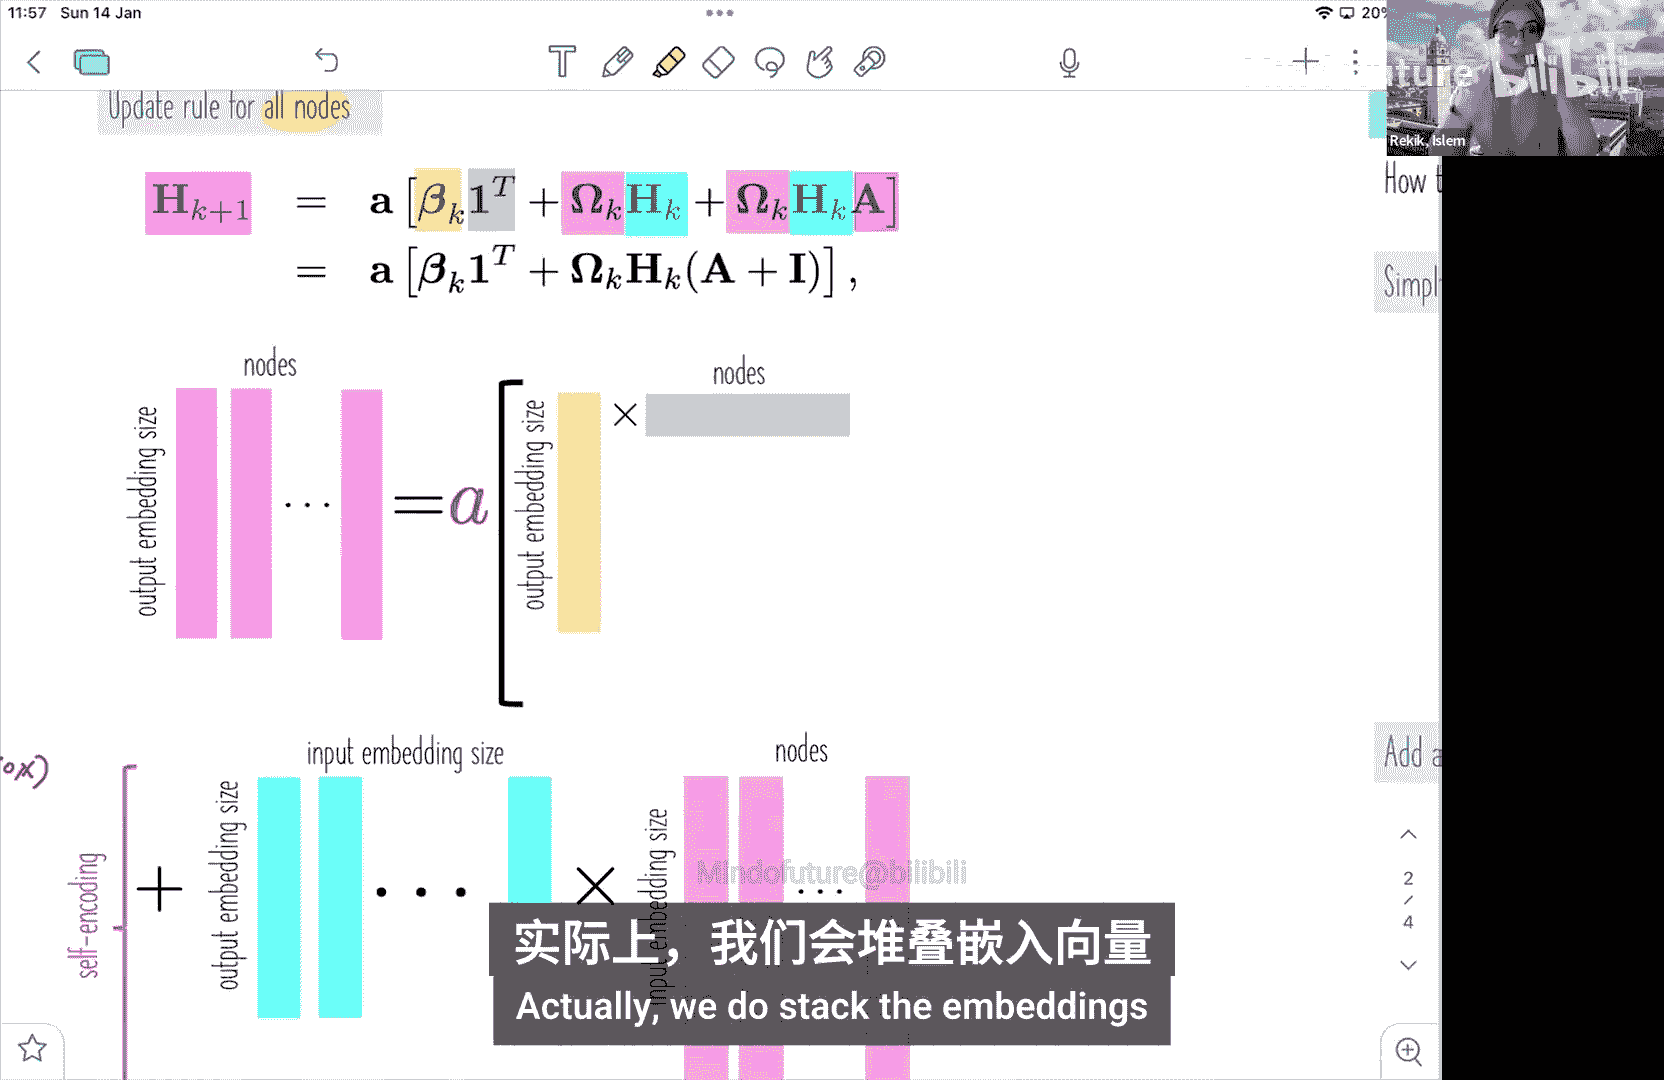 11:57 Sun 14 Jan
20%
T
Update rule for all nodes
bilibili
Rekik, Islem
H_{k+1} = a [β_k 1^T + Ω_k H_k + Ω_k H_k A]
= a [β_k 1^T + Ω_k H_k (A + I)] ,
How t
Simpl
nodes
nodes
output embedding size
= a
output embedding size
×
...
input embedding size
nodes
Add a
self-encoding
+
output embedding size
...
×
input embedding size
...
Mindofuture@bilibili
2
4
实际上，我们会堆叠嵌入向量
Actually, we do stack the embeddings